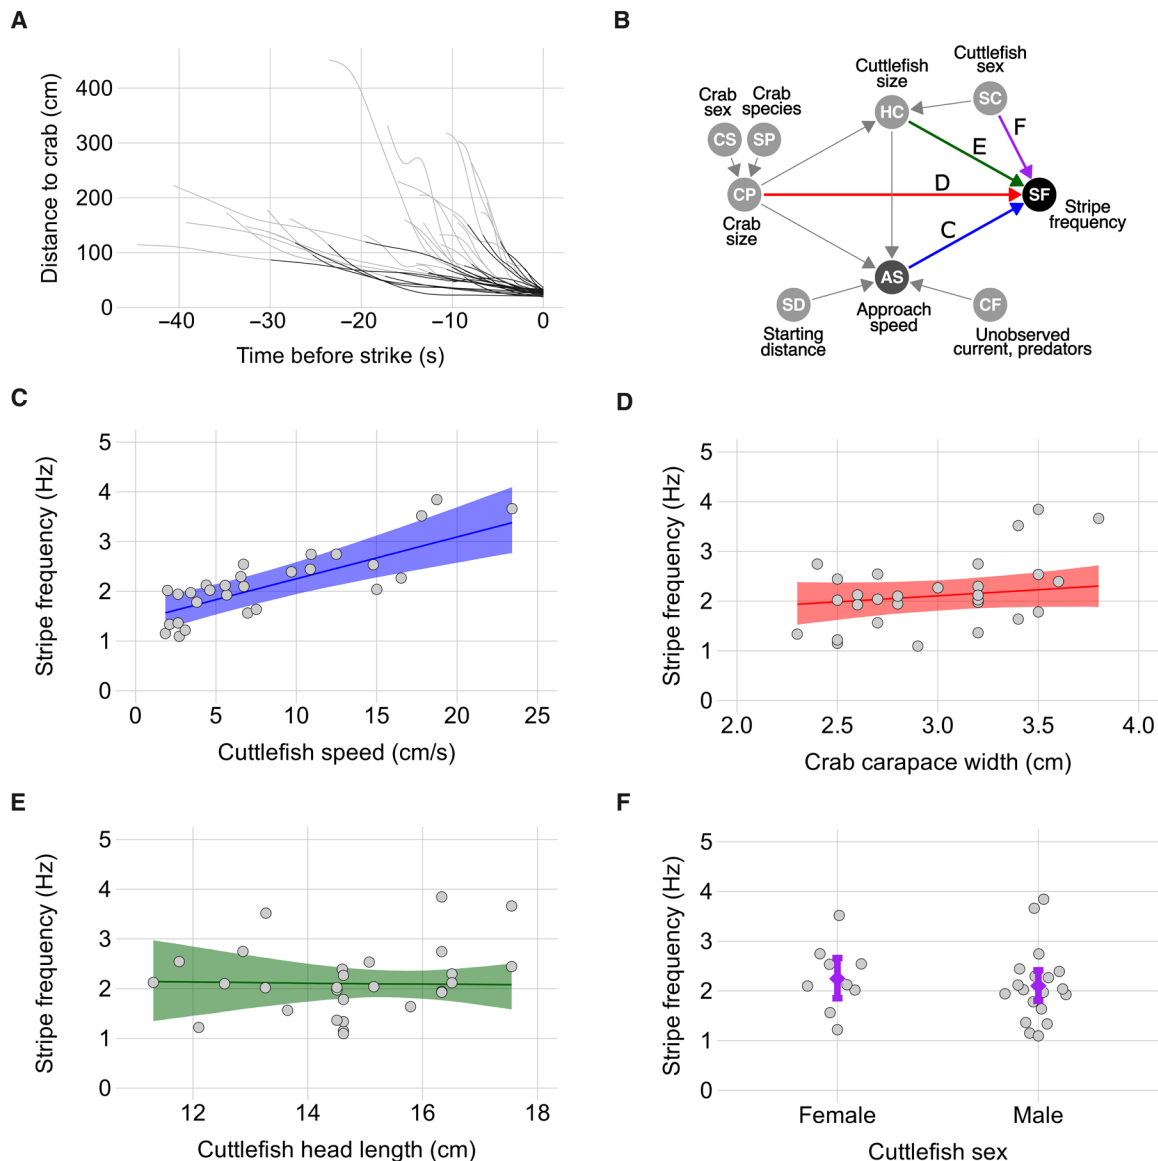 A
Distance to crab (cm)
400
300
200
100
0
−40
−30
−20
−10
0
Time before strike (s)
B
Cuttlefish
sex
Cuttlefish
size
Crab
sex
Crab
species
SC
HC
F
CS
SP
E
CP
D
SF
Crab
size
Stripe
frequency
C
AS
SD
Approach
speed
CF
Starting
distance
Unobserved
current, predators
C
Stripe frequency (Hz)
5
4
3
2
1
0
0
5
10
15
20
25
Cuttlefish speed (cm/s)
D
Stripe frequency (Hz)
5
4
3
2
1
0
2.0
2.5
3.0
3.5
4.0
Crab carapace width (cm)
E
Stripe frequency (Hz)
5
4
3
2
1
0
12
14
16
18
Cuttlefish head length (cm)
F
Stripe frequency (Hz)
5
4
3
2
1
0
Female
Male
Cuttlefish sex